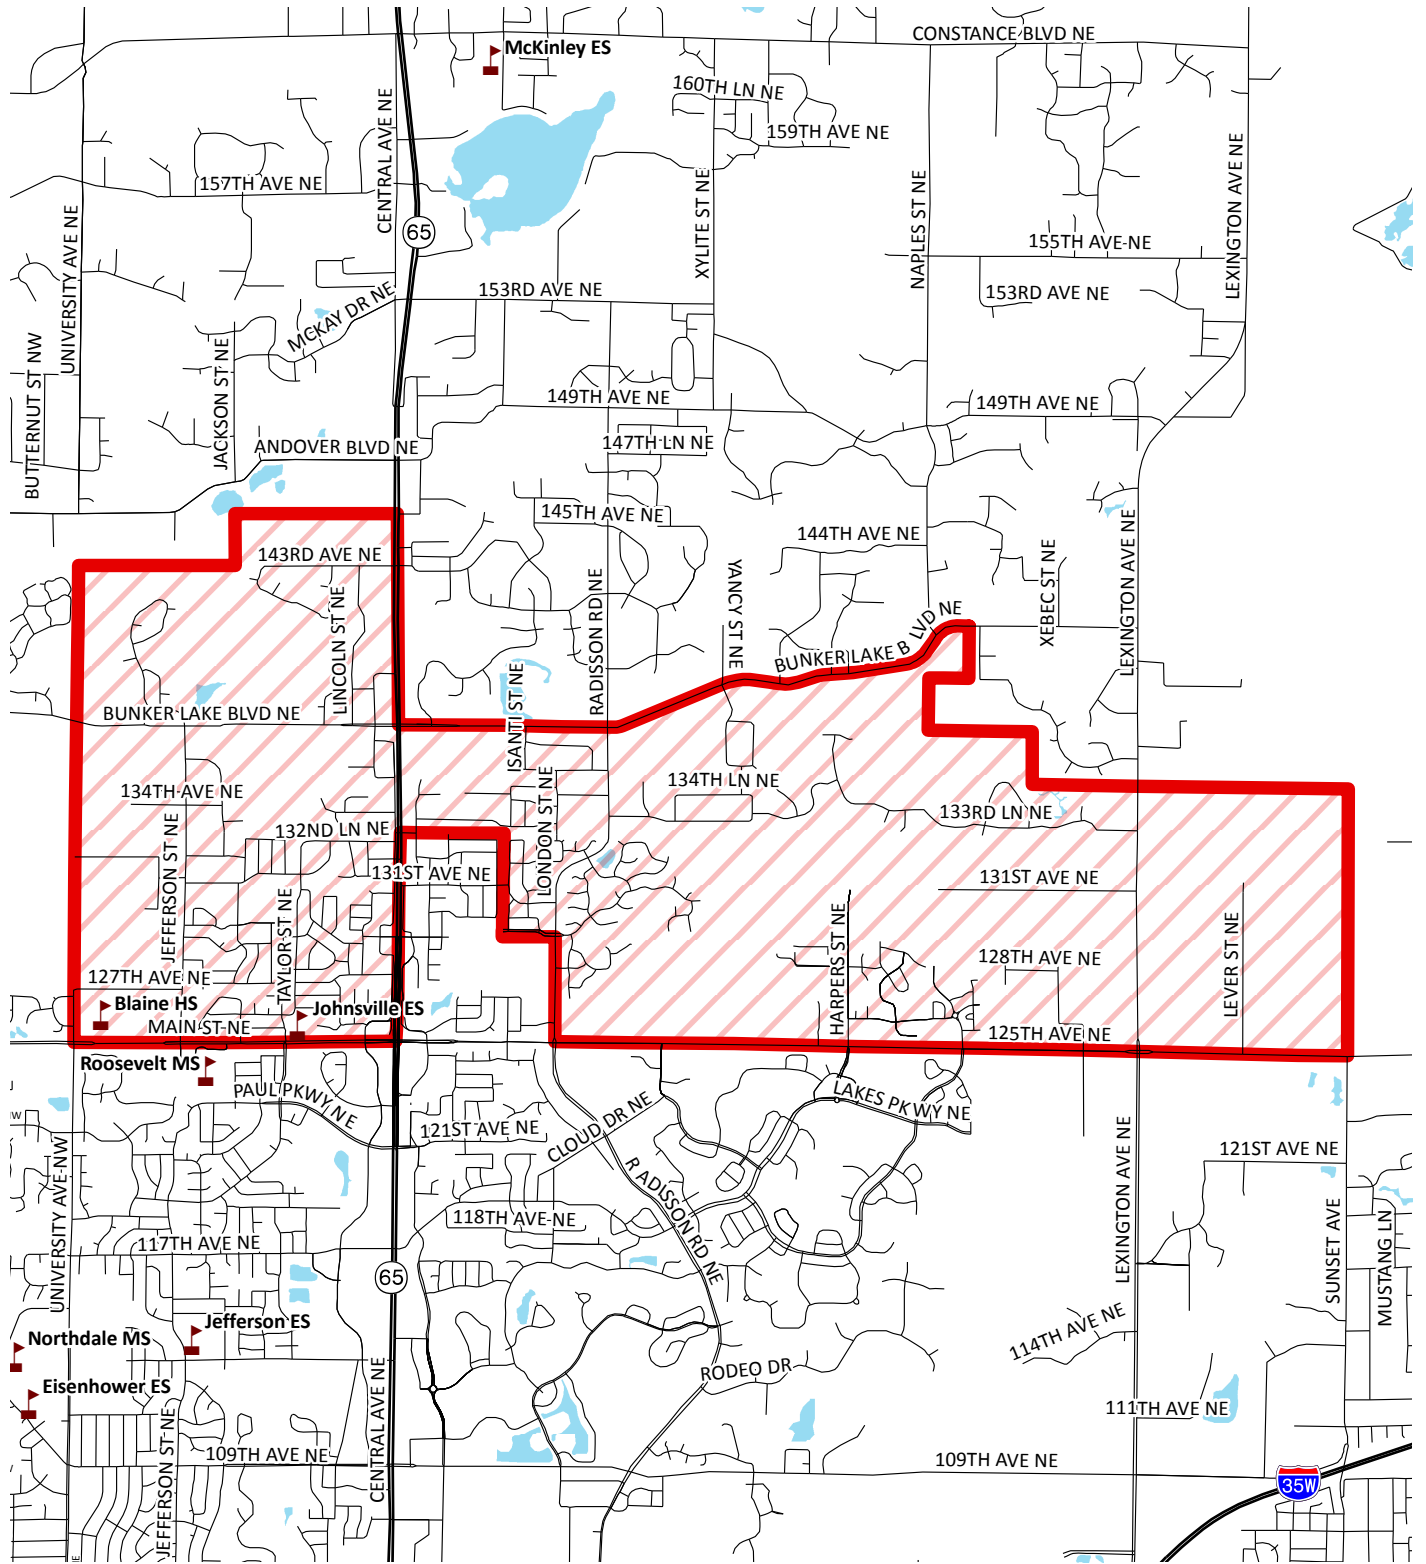 CONSTANCE BLVD NE
McKinley ES
160TH LN NE
159TH AVE NE
CENTRAL AVE NE
157TH AVE NE
65
XYLITE ST NE
NAPLES ST NE
LEXINGTON AVE NE
UNIVERSITY AVE NE
155TH AVE NE
153RD AVE NE
153RD AVE NE
MCKAY DR NE
BUTTERNUT ST NW
JACKSON ST NE
149TH AVE NE
149TH AVE NE
147TH LN NE
ANDOVER BLVD NE
145TH AVE NE
144TH AVE NE
143RD AVE NE
LINCOLN ST NE
RADISSON RD NE
YANCY ST NE
XEBEC ST NE
LEXINGTON AVE NE
BUNKER LAKE B LVD NE
ISANTI ST NE
BUNKER LAKE BLVD NE
134TH AVE NE
134TH LN NE
133RD LN NE
132ND LN NE
LONDON ST NE
JEFFERSON ST NE
131ST AVE NE
131ST AVE NE
TAYLOR ST NE
HARPERS ST NE
LEVER ST NE
128TH AVE NE
127TH AVE NE
Blaine HS
Johnsville ES
MAIN ST NE
125TH AVE NE
Roosevelt MS
PAUL PKWY NE
LAKES PKWY NE
NW
121ST AVE NE
CLOUD DR NE
121ST AVE NE
UNIVERSITY AVE NW
RADISSON RD NE
LEXINGTON AVE NE
118TH AVE NE
117TH AVE NE
SUNSET AVE
MUSTANG LN
65
Jefferson ES
Northdale MS
114TH AVE NE
RODEO DR
Eisenhower ES
CENTRAL AVE NE
JEFFERSON ST NE
111TH AVE NE
109TH AVE NE
109TH AVE NE
35W
NE